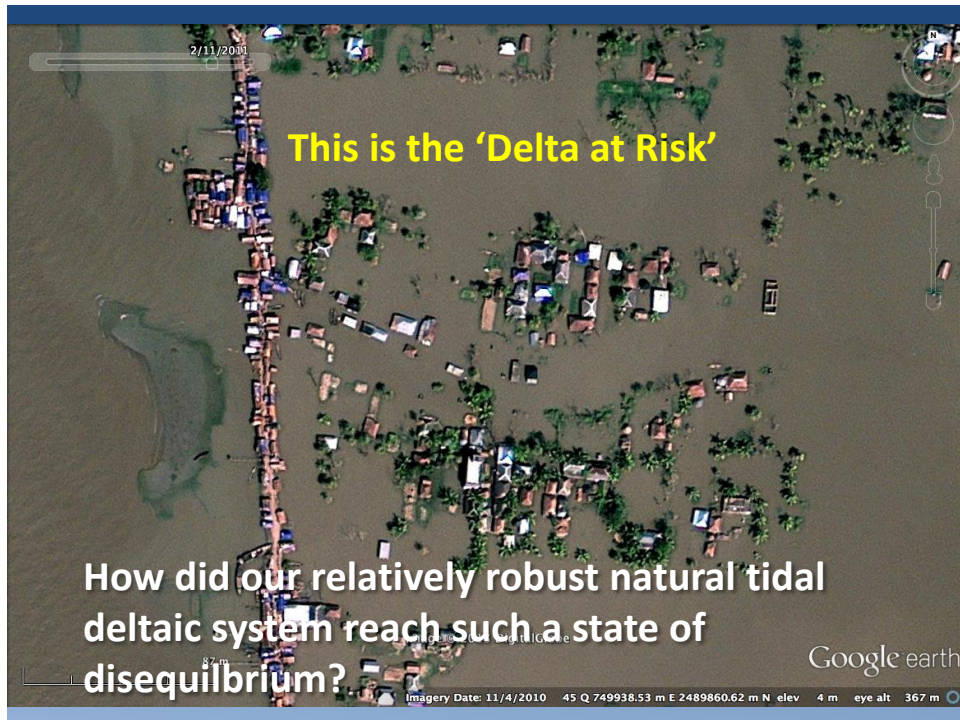 2/11/2011
N
This is the ‘Delta at Risk’
How did our relatively robust natural tidal
deltaic system reach such a state of
disequilbrium?
87 m
Google earth
Imagery Date: 11/4/2010 45 Q 749938.53 m E 2489860.62 m N elev 4 m eye alt 367 m